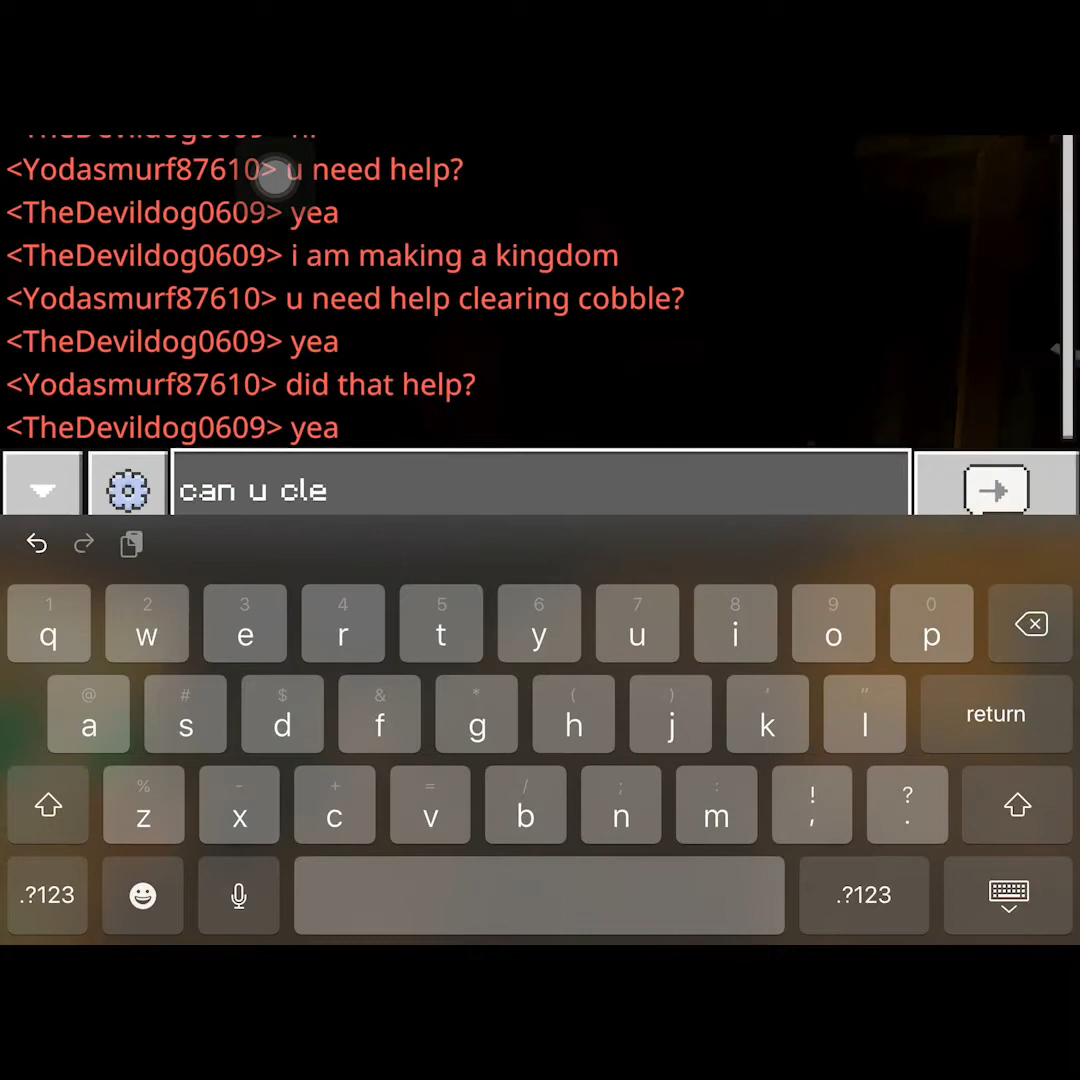 <Yodasmurf87610> u need help?
<TheDevildog0609> yea
<TheDevildog0609> i am making a kingdom
<Yodasmurf87610> u need help clearing cobble?
<TheDevildog0609> yea
<Yodasmurf87610> did that help?
<TheDevildog0609> yea
can u cle
1 2 3 4 5 6 7 8 9 0
q w e r t y u i o p
@ # $ & * ( ) ' "
a s d f g h j k l return
% - + = / ; : ! ?
z x c v b n m , .
.?123 .?123